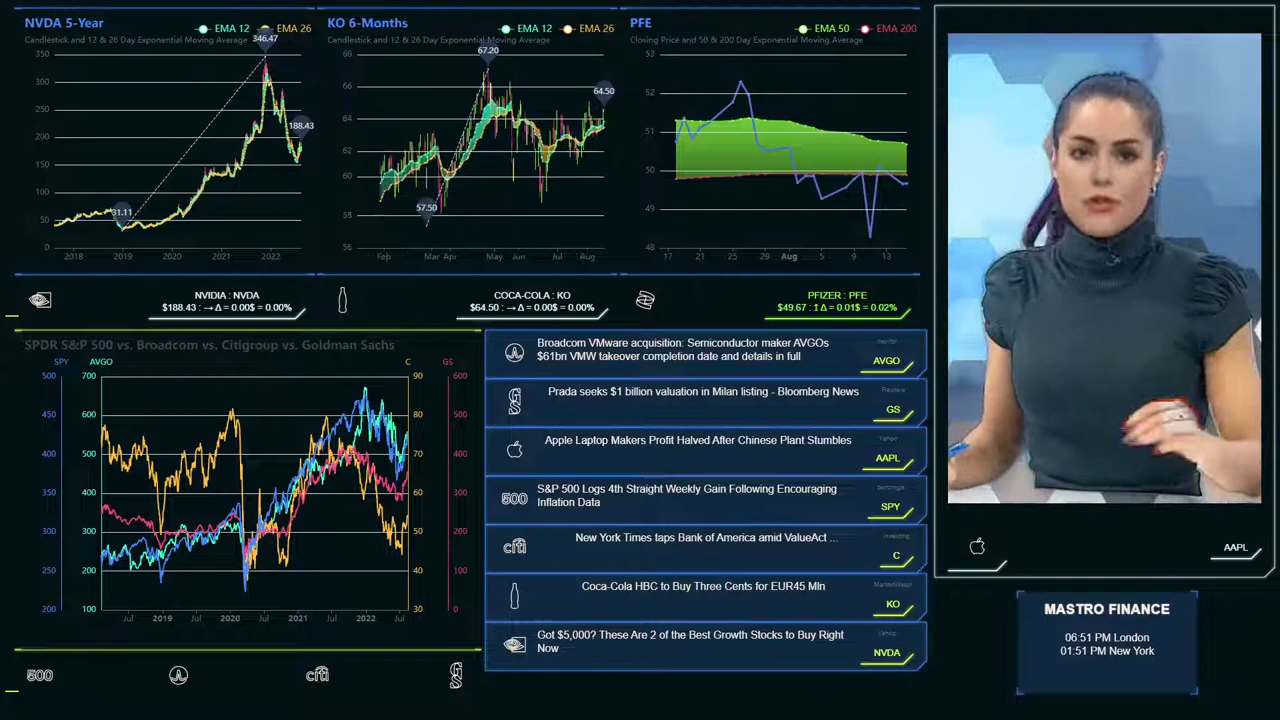 NVDA 5-Year
EMA 12
EMA 26
Candlestick and 12 & 26 Day Exponential Moving Average
346.47
350
300
250
200
188.43
150
100
50
31.11
0
2018
2019
2020
2021
2022
KO 6-Months
EMA 12
EMA 26
Candlestick and 12 & 26 Day Exponential Moving Average
68
67.20
66
64.50
64
62
60
58
57.50
56
Feb
Mar
Apr
May
Jun
Jul
Aug
PFE
EMA 50
EMA 200
Closing Price and 50 & 200 Day Exponential Moving Average
53
52
51
50
49
48
17
21
25
29
Aug
5
9
13
NVIDIA : NVDA
$188.43 : → Δ = 0.00$ = 0.00%
COCA-COLA : KO
$64.50 : → Δ = 0.00$ = 0.00%
PFIZER : PFE
$49.67 : ↑ Δ = 0.01$ = 0.02%
SPDR S&P 500 vs. Broadcom vs. Citigroup vs. Goldman Sachs
SPY
AVGO
C
GS
500
450
400
350
300
250
200
700
600
500
400
300
200
100
90
80
70
60
50
40
30
600
500
400
300
200
100
0
Jul
2019
Jul
2020
Jul
2021
Jul
2022
Jul
500
citi
GS
Broadcom VMware acquisition: Semiconductor maker AVGOs
$61bn VMW takeover completion date and details in full
AVGO
GS
Prada seeks $1 billion valuation in Milan listing - Bloomberg News
GS
Apple Laptop Makers Profit Halved After Chinese Plant Stumbles
Yahoo
AAPL
500
S&P 500 Logs 4th Straight Weekly Gain Following Encouraging
Inflation Data
SPY
citi
New York Times taps Bank of America amid ValueAct ...
Investing
C
Coca-Cola HBC to Buy Three Cents for EUR45 Mln
MarketWatch
KO
Got $5,000? These Are 2 of the Best Growth Stocks to Buy Right
Now
Yahoo
NVDA
AAPL
MASTRO FINANCE
06:51 PM London
01:51 PM New York